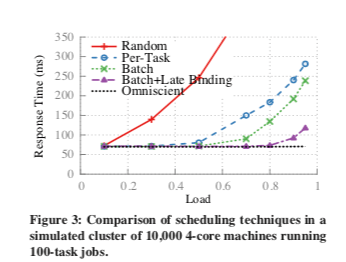 350
300
250
200
150
100
50
0
Response Time (ms)
Random
Per-Task
Batch
Batch+Late Binding
Omniscient
0 0.2 0.4 0.6 0.8 1
Load
Figure 3: Comparison of scheduling techniques in a
simulated cluster of 10,000 4-core machines running
100-task jobs.